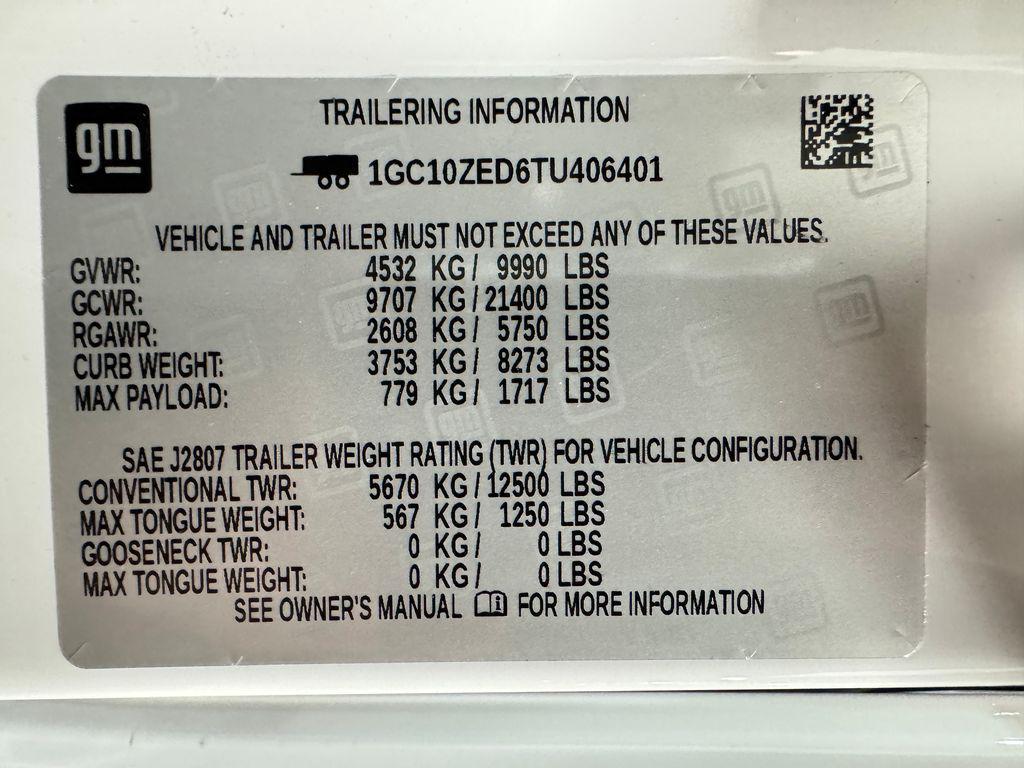 gm
TRAILERING INFORMATION
1GC10ZED6TU406401
VEHICLE AND TRAILER MUST NOT EXCEED ANY OF THESE VALUES.
GVWR: 4532 KG/ 9990 LBS
GCWR: 9707 KG/21400 LBS
RGAWR: 2608 KG/ 5750 LBS
CURB WEIGHT: 3753 KG/ 8273 LBS
MAX PAYLOAD: 779 KG/ 1717 LBS
SAE J2807 TRAILER WEIGHT RATING (TWR) FOR VEHICLE CONFIGURATION.
CONVENTIONAL TWR: 5670 KG/12500 LBS
MAX TONGUE WEIGHT: 567 KG/ 1250 LBS
GOOSENECK TWR: 0 KG/ 0 LBS
MAX TONGUE WEIGHT: 0 KG/ 0 LBS
SEE OWNER'S MANUAL FOR MORE INFORMATION